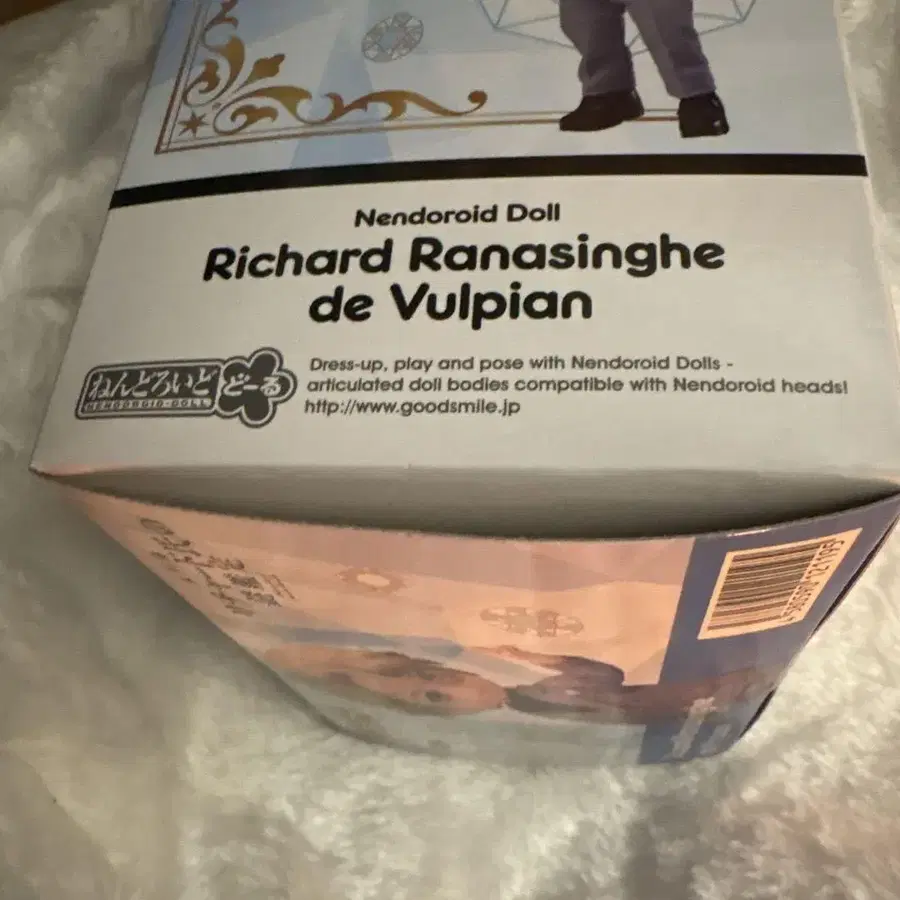 Nendoroid Doll
Richard Ranasinghe
de Vulpian
ねんどろいど
どーる
NENDOROID-DOLL
Dress-up, play and pose with Nendoroid Dolls -
articulated doll bodies compatible with Nendoroid heads!
http://www.goodsmile.jp